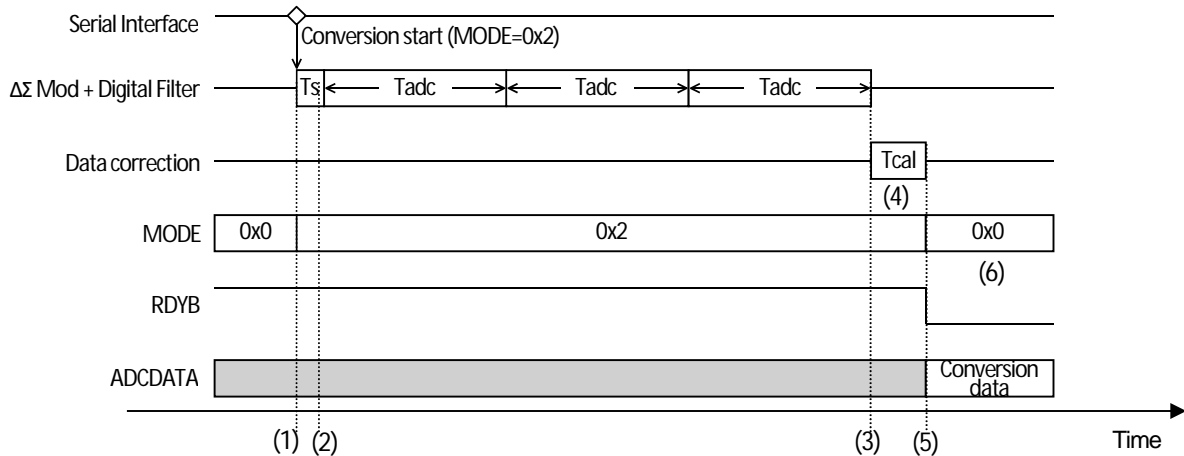 Serial Interface
Conversion start (MODE=0x2)
ΔΣ Mod + Digital Filter
Ts
Tadc
Tadc
Tadc
Data correction
Tcal
(4)
MODE
0x0
0x2
0x0
(6)
RDYB
ADCDATA
Conversion
data
(1)
(2)
(3)
(5)
Time